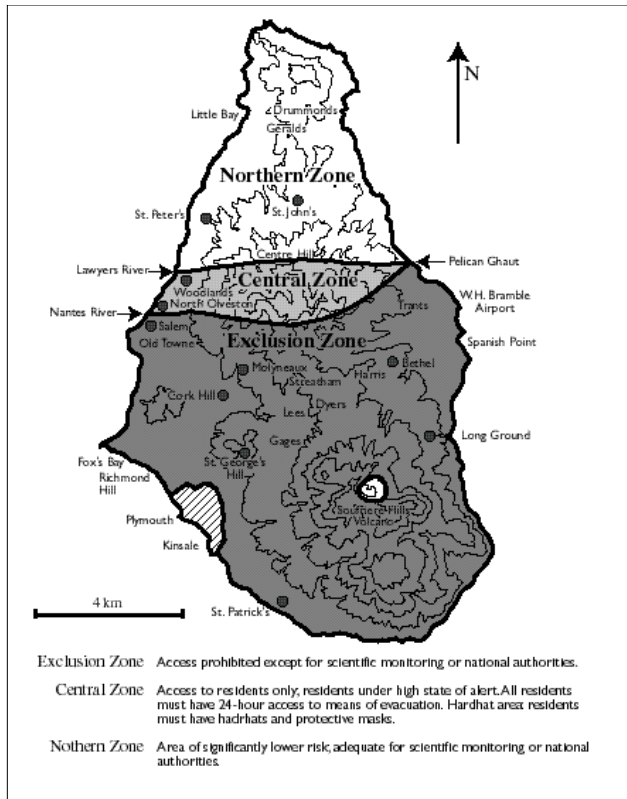 N
Little Bay
Drummonds
Geralds
Northern Zone
St. Peter's
St. John's
Centre Hill
Lawyers River
Pelican Ghaut
Central Zone
Woodlands
North Olveston
W.H. Bramble
Airport
Nantes River
Trants
Salem
Old Towne
Exclusion Zone
Spanish Point
Molyneaux
Harris
Bethel
Streatham
Cork Hill
Lees
Dyers
Gages
Long Ground
Fox's Bay
St. George's
Hill
Richmond
Hill
Soufriere Hills
Volcano
Plymouth
Kinsale
4 km
St. Patrick's
Exclusion Zone Access prohibited except for scientific monitoring or national authorities.
Central Zone Access to residents only, residents under high state of alert. All residents
must have 24-hour access to means of evacuation. Hardhat area: residents
must have hadrhats and protective masks.
Nothern Zone Area of significantly lower risk, adequate for scientific monitoring or national
authorities.